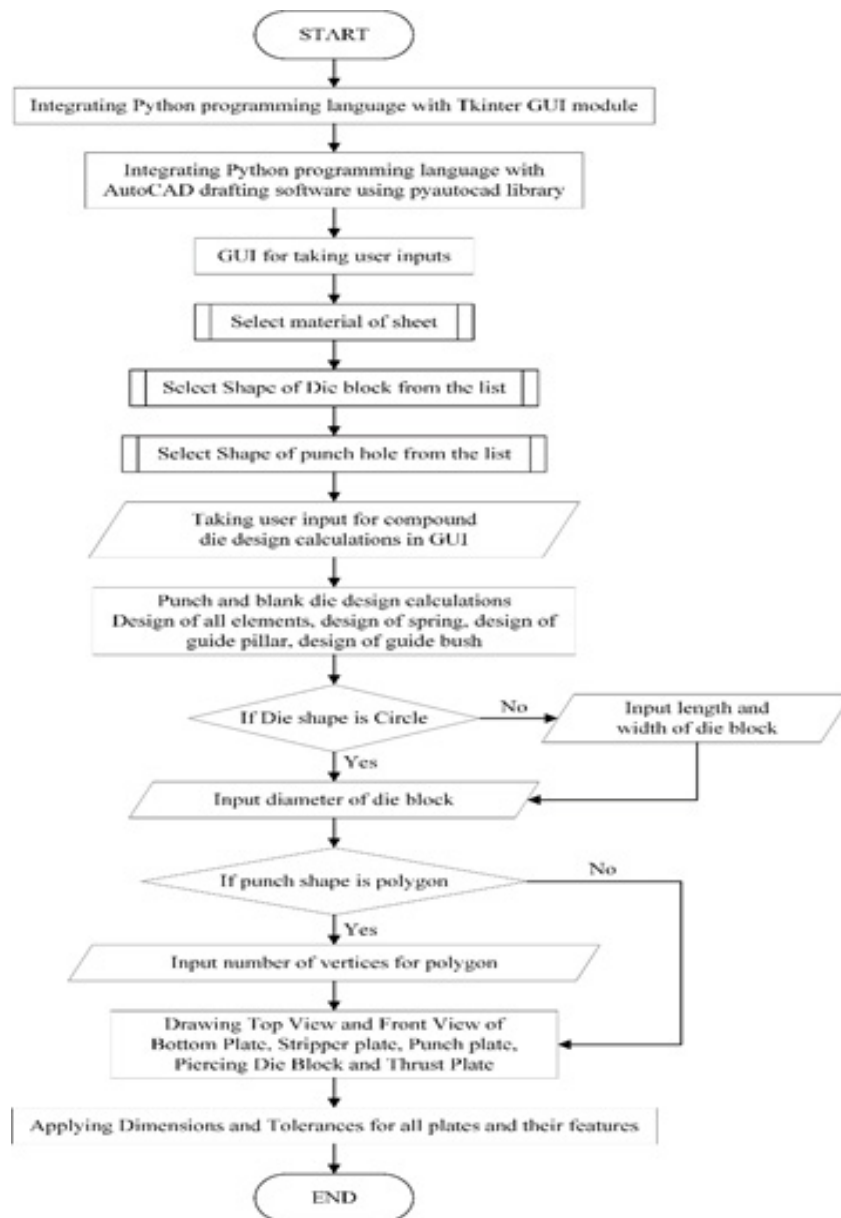 START
Integrating Python programming language with Tkinter GUI module
Integrating Python programming language with
AutoCAD drafting software using pyautocad library
GUI for taking user inputs
Select material of sheet
Select Shape of Die block from the list
Select Shape of punch hole from the list
Taking user input for compound
die design calculations in GUI
Punch and blank die design calculations
Design of all elements, design of spring, design of
guide pillar, design of guide bush
If Die shape is Circle
No
Input length and
width of die block
Yes
Input diameter of die block
If punch shape is polygon
No
Yes
Input number of vertices for polygon
Drawing Top View and Front View of
Bottom Plate, Stripper plate, Punch plate,
Piercing Die Block and Thrust Plate
Applying Dimensions and Tolerances for all plates and their features
END